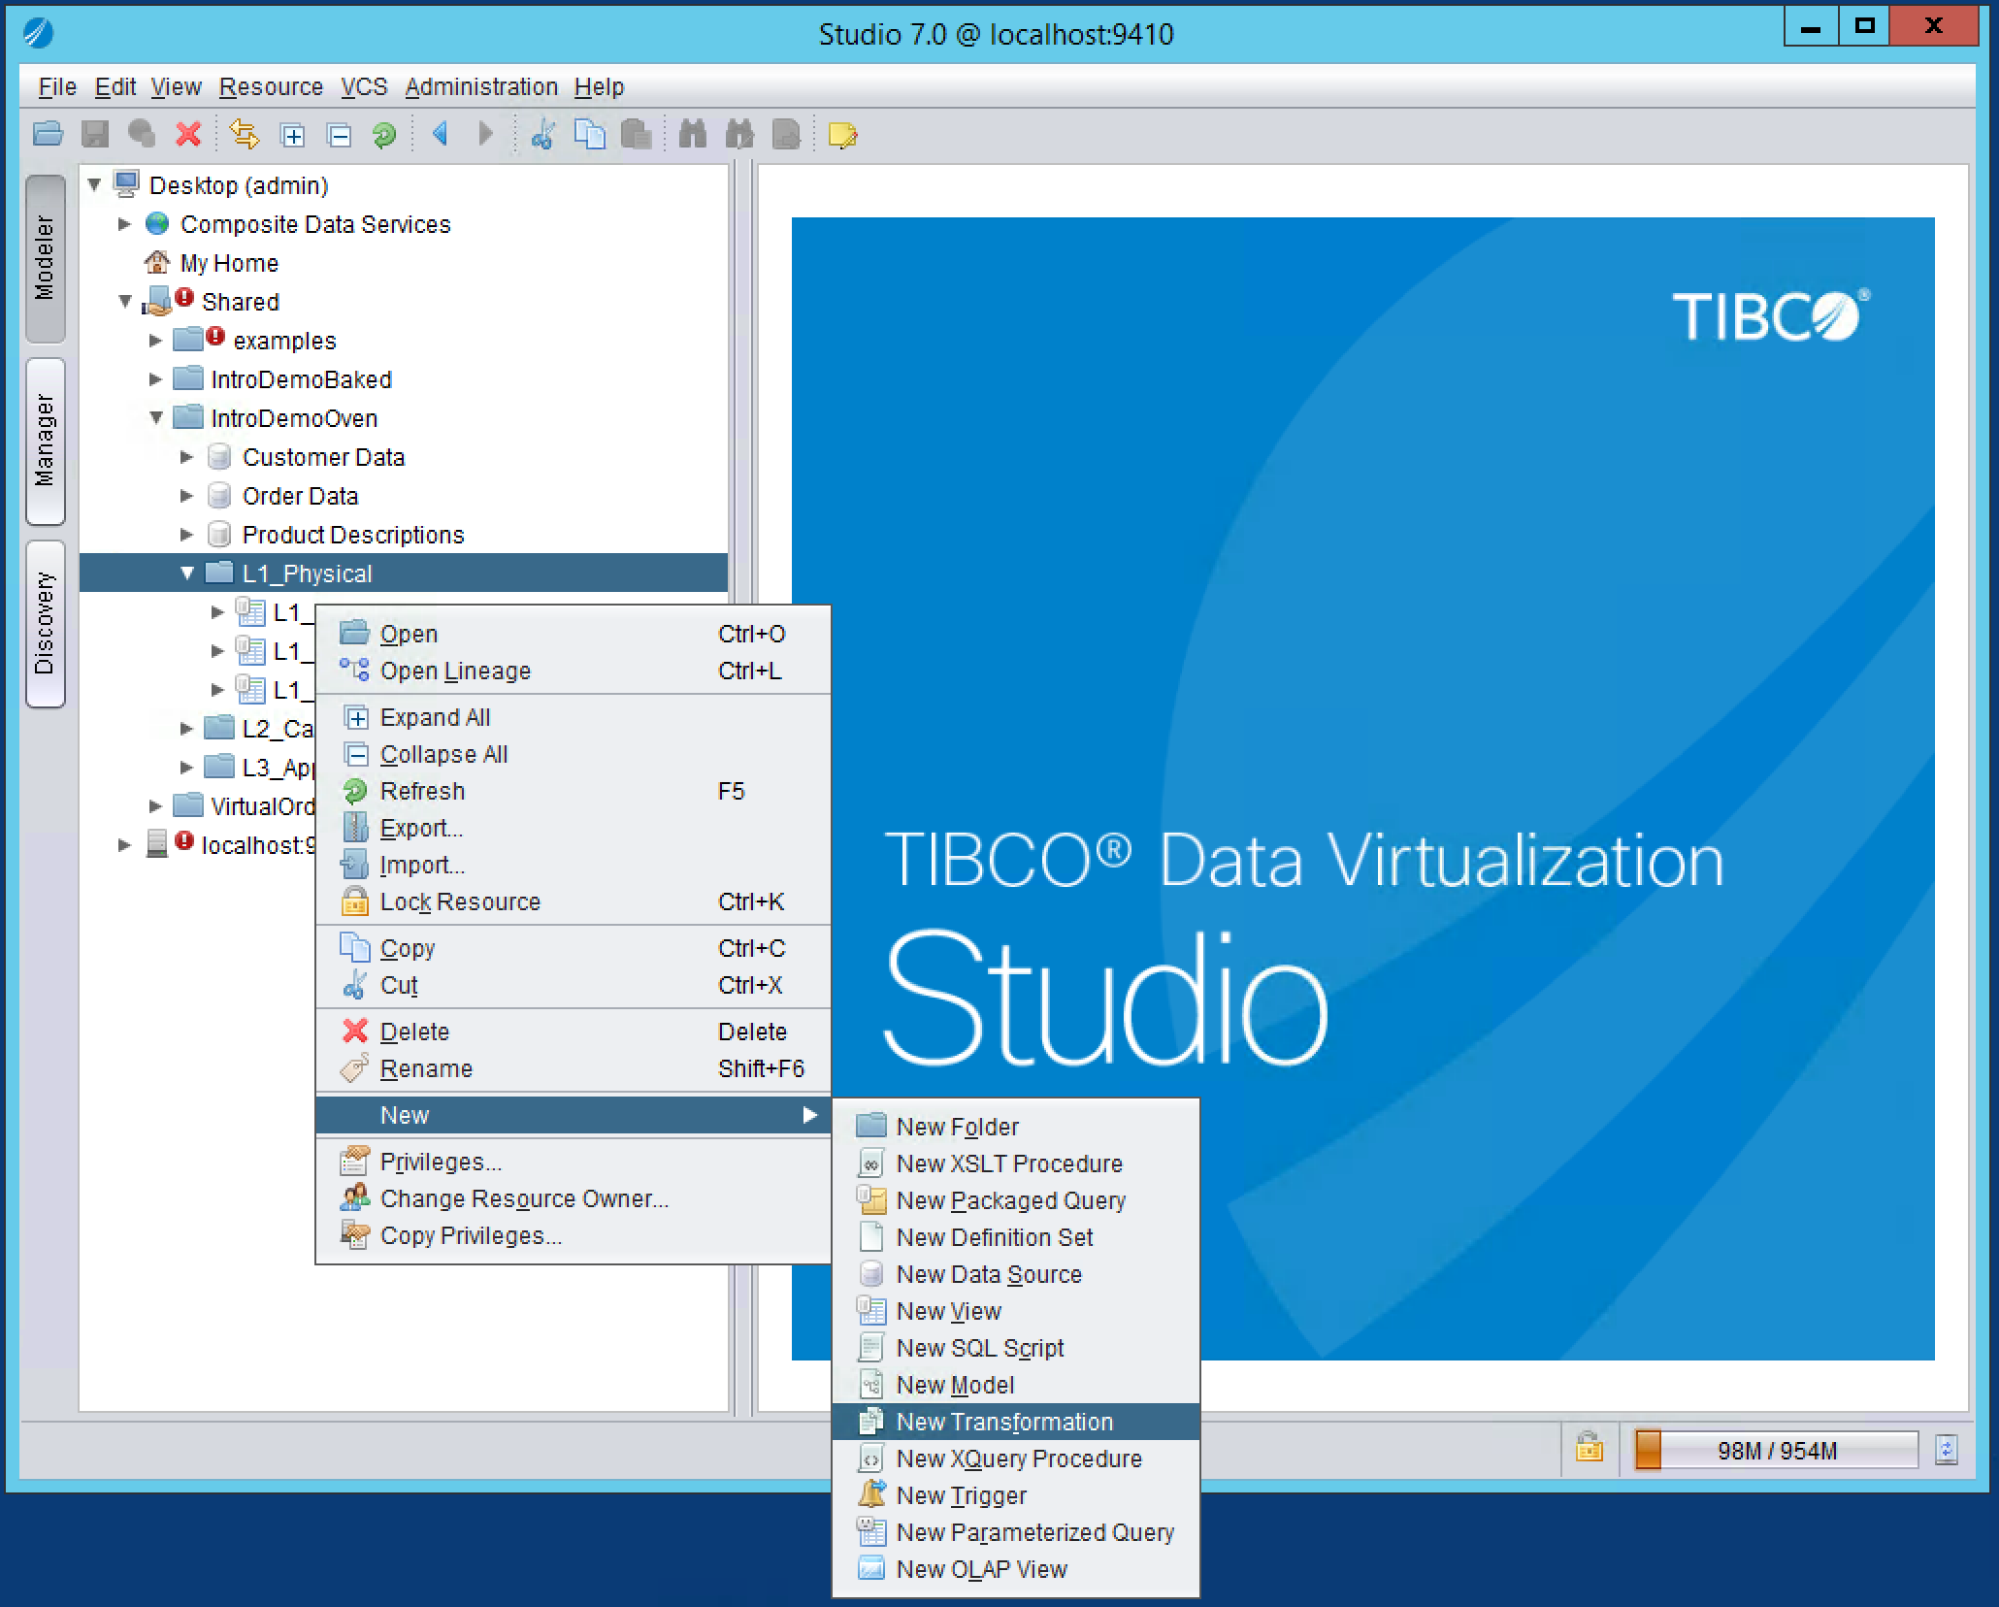 Studio 7.0 @ localhost:9410
File Edit View Resource VCS Administration Help
Modeler
Manager
Discovery
Desktop (admin)
Composite Data Services
My Home
Shared
examples
IntroDemoBaked
IntroDemoOven
Customer Data
Order Data
Product Descriptions
L1_Physical
L1_
L1_
L1_
L2_Ca
L3_App
VirtualOrd
localhost:9
Open Ctrl+O
Open Lineage Ctrl+L
Expand All
Collapse All
Refresh F5
Export...
Import...
Lock Resource Ctrl+K
Copy Ctrl+C
Cut Ctrl+X
Delete Delete
Rename Shift+F6
New
Privileges...
Change Resource Owner...
Copy Privileges...
New Folder
New XSLT Procedure
New Packaged Query
New Definition Set
New Data Source
New View
New SQL Script
New Model
New Transformation
New XQuery Procedure
New Trigger
New Parameterized Query
New OLAP View
TIBCO®
TIBCO® Data Virtualization
Studio
98M / 954M